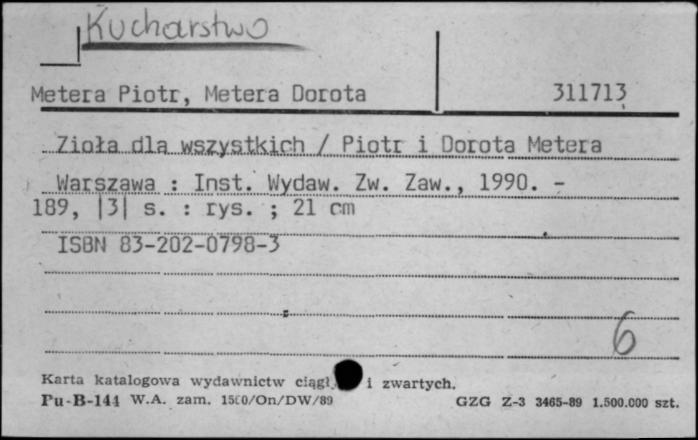 Kucharstwo
Metera Piotr, Metera Dorota 311713
Zioła dla wszystkich / Piotr i Dorota Metera
Warszawa : Inst. Wydaw. Zw. Zaw., 1990. -
189, |3| s. : rys. ; 21 cm
ISBN 83-202-0798-3
6
Karta katalogowa wydawnictw i zwartych.
Pu-B-144 W.A. zam. 1500/On/DW/89 GZG Z-3 3465-89 1.500.000 szt.